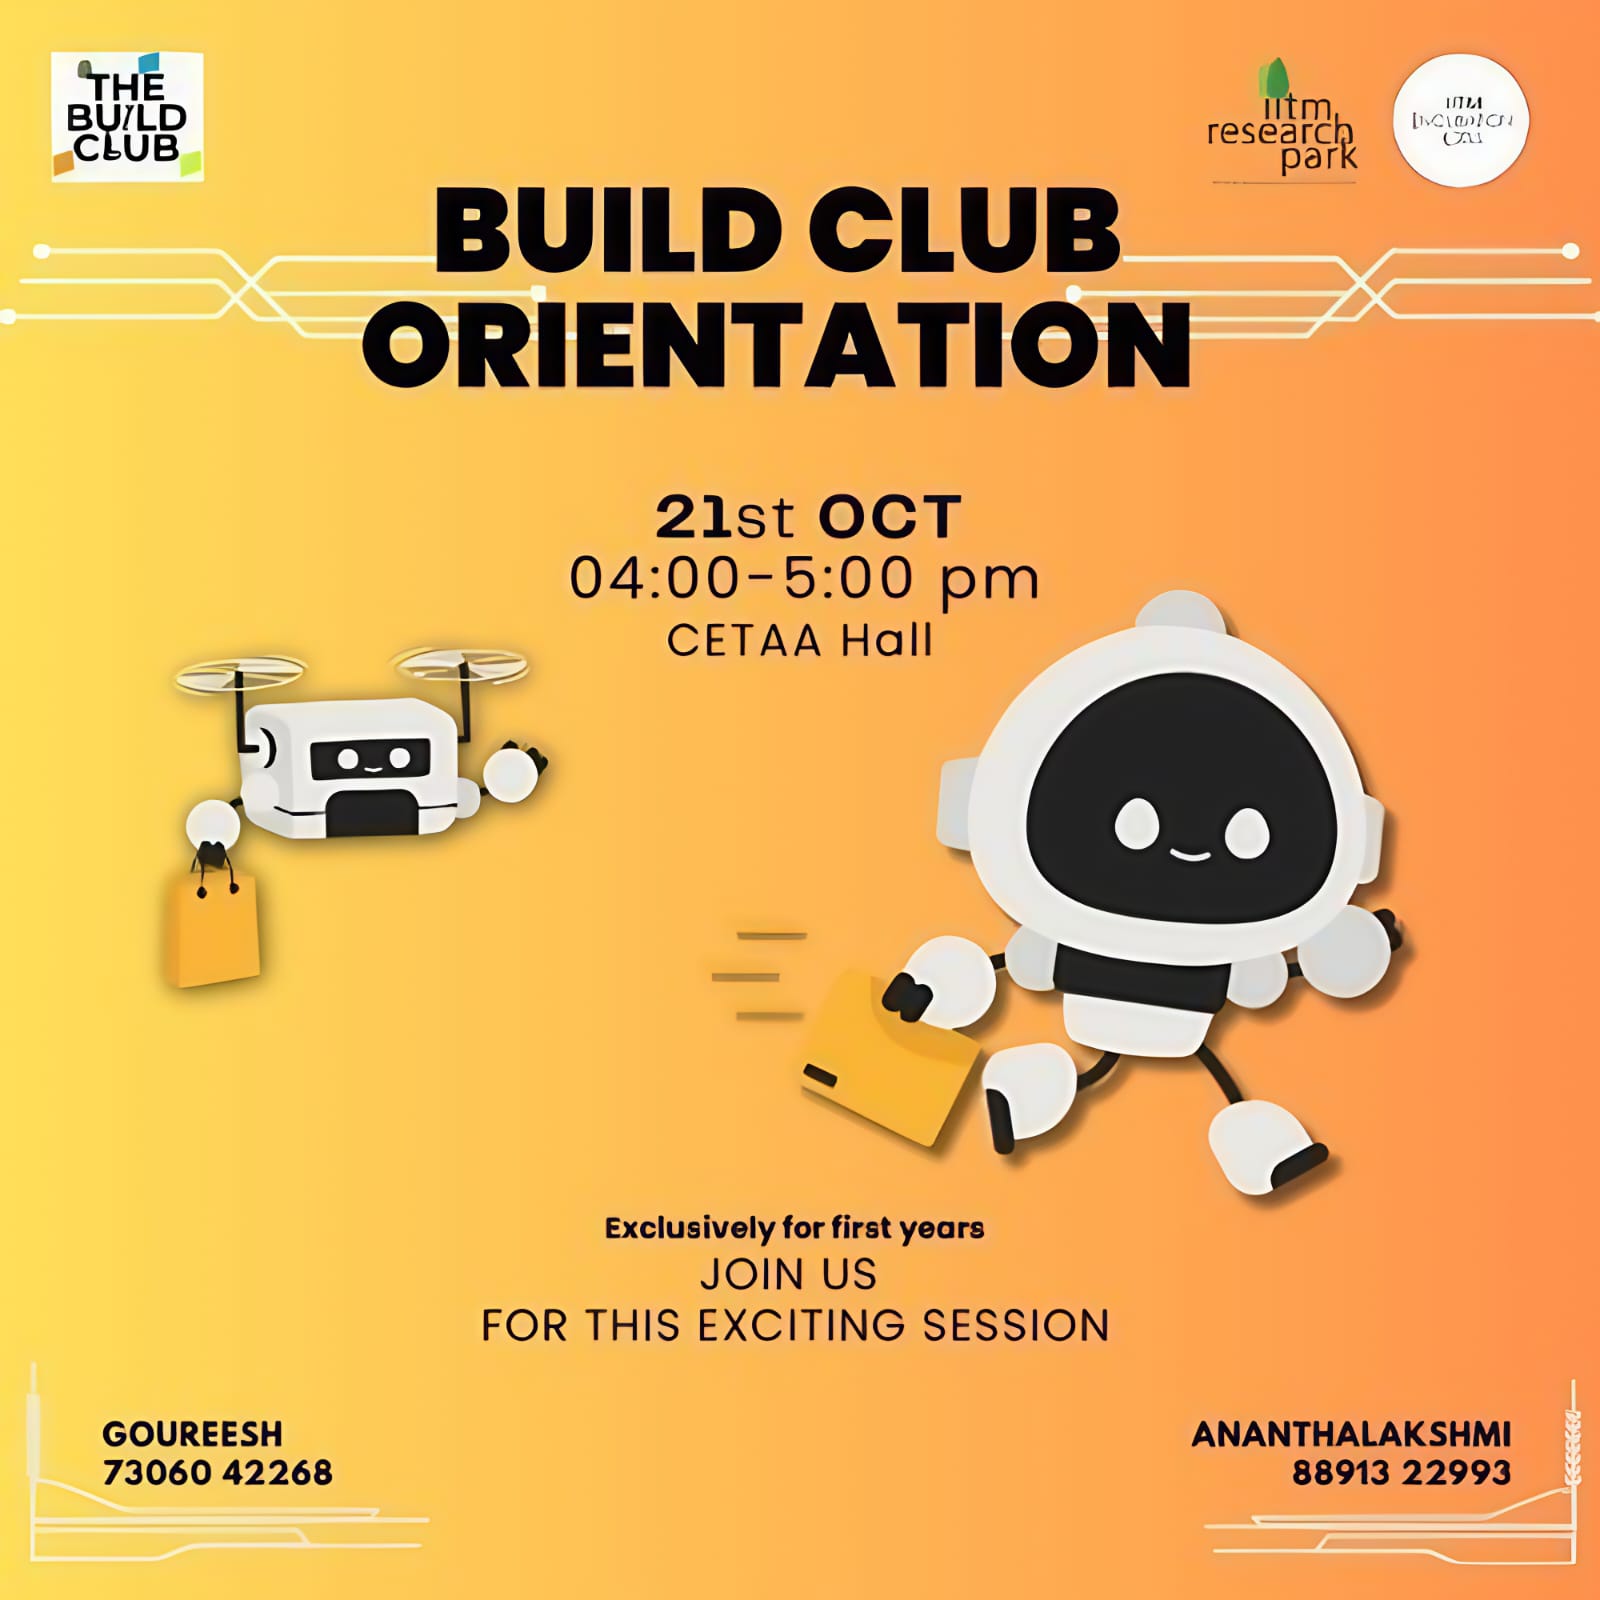 THE
BUILD
CLUB
iitm
research
park
BUILD CLUB
ORIENTATION
21st OCT
04:00-5:00 pm
CETAA Hall
Exclusively for first years
JOIN US
FOR THIS EXCITING SESSION
GOUREESH
73060 42268
ANANTHALAKSHMI
88913 22993